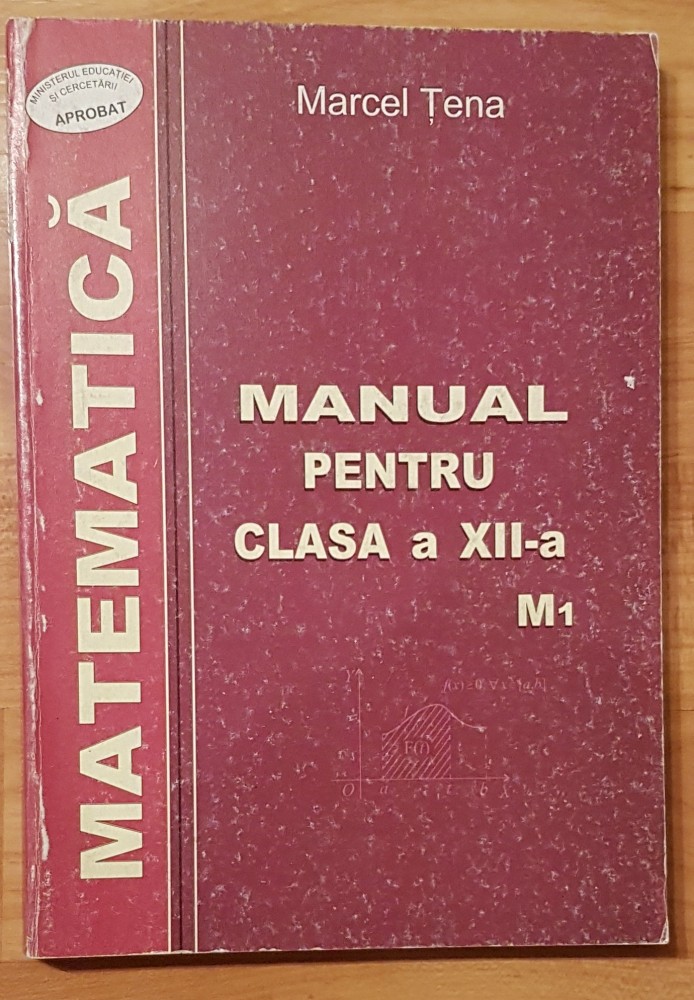 MINISTERUL EDUCAȚIEI
ȘI CERCETĂRII
APROBAT
Marcel Țena
MATEMATICĂ
MANUAL
PENTRU
CLASA a XII-a
M1
Y
F(t)
O a t b X